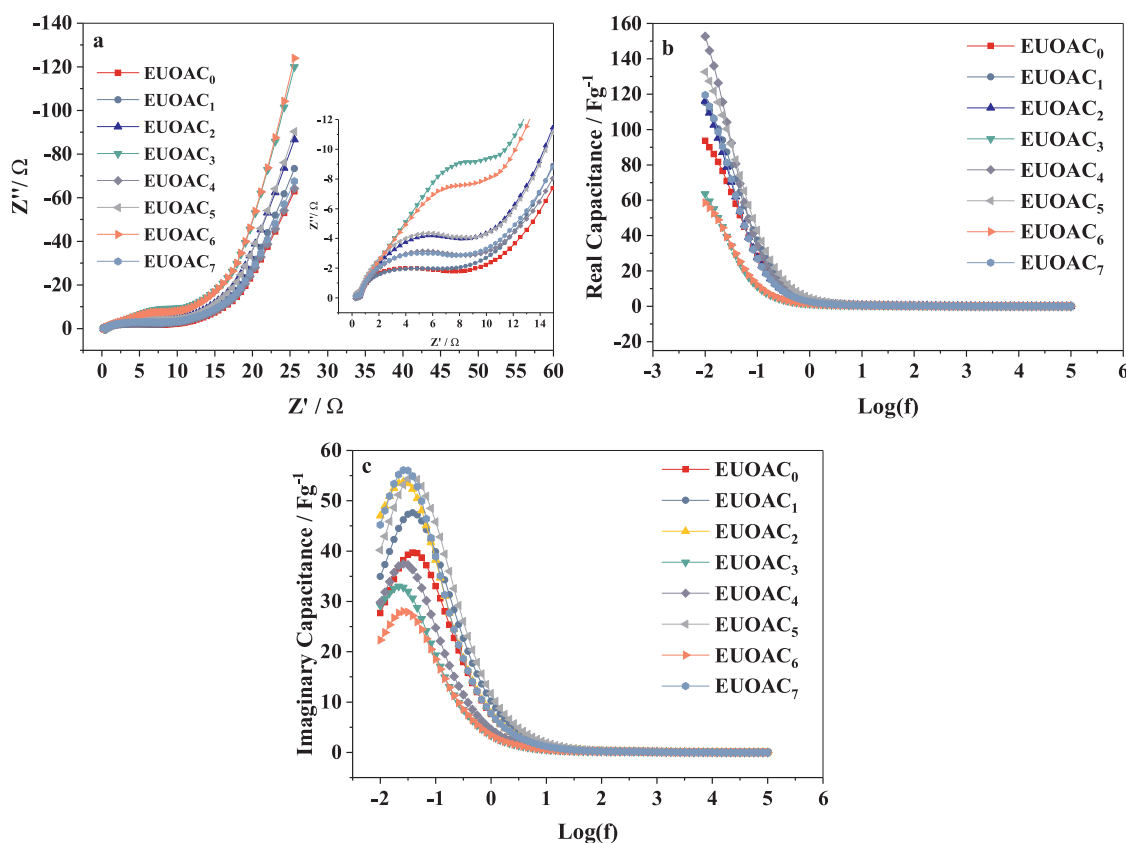 a
-140
-120
-100
-80
-60
-40
-20
0
20
Z''/ Ω
0
5
10
15
20
25
30
35
40
45
50
55
60
Z' / Ω
EUOAC₀
EUOAC₁
EUOAC₂
EUOAC₃
EUOAC₄
EUOAC₅
EUOAC₆
EUOAC₇
-12
-10
-8
-6
-4
-2
0
Z''/ Ω
0
2
4
6
8
10
12
14
Z' / Ω
b
160
140
120
100
80
60
40
20
0
-20
Real Capacitance / Fg⁻¹
-3
-2
-1
0
1
2
3
4
5
6
Log(f)
EUOAC₀
EUOAC₁
EUOAC₂
EUOAC₃
EUOAC₄
EUOAC₅
EUOAC₆
EUOAC₇
c
60
50
40
30
20
10
0
Imaginary Capacitance / Fg⁻¹
-2
-1
0
1
2
3
4
5
6
Log(f)
EUOAC₀
EUOAC₁
EUOAC₂
EUOAC₃
EUOAC₄
EUOAC₅
EUOAC₆
EUOAC₇